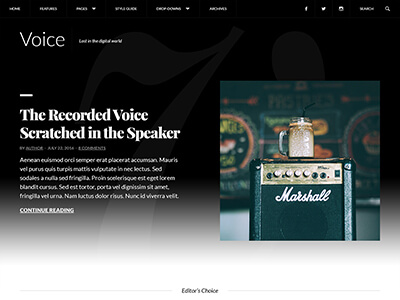 HOME FEATURES PAGES STYLE GUIDE DROP-DOWNS ARCHIVES SEARCH
Voice
Lost in the digital world
The Recorded Voice
Scratched in the Speaker
BY AUTHOR JULY 23, 2016 8 COMMENTS
Aenean euismod orci semper erat placerat accumsan. Mauris
vel purus quis turpis mattis vulputate in nec lectus. Sed
sodales a nulla sed fringilla. Proin scelerisque est eget lorem
blandit cursus. Sed est tortor, porta vel dignissim sit amet,
fringilla vel urna. Nam luctus dolor risus. Nunc id viverra velit.
CONTINUE READING
Marshall
Editor's Choice